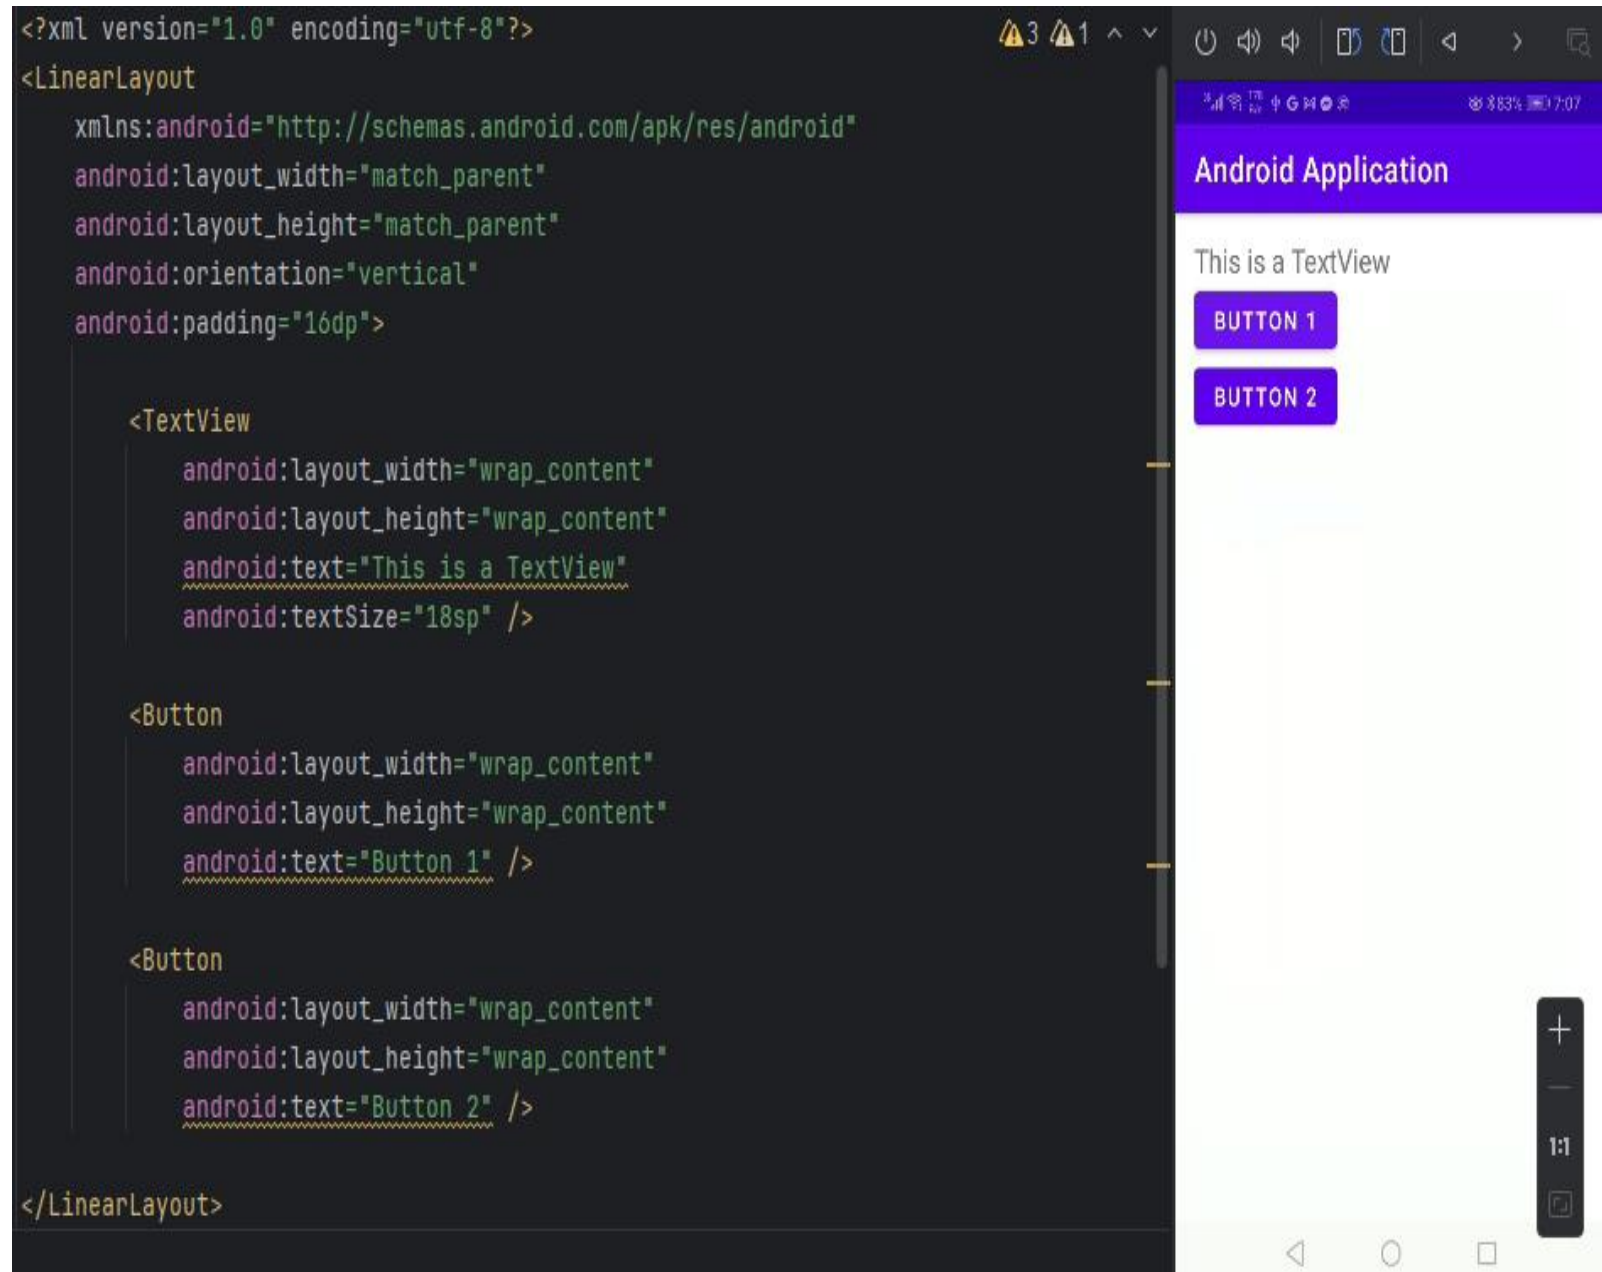 <?xml version="1.0" encoding="utf-8"?>
3 1
<LinearLayout
xmlns:android="http://schemas.android.com/apk/res/android"
android:layout_width="match_parent"
android:layout_height="match_parent"
android:orientation="vertical"
android:padding="16dp">
<TextView
android:layout_width="wrap_content"
android:layout_height="wrap_content"
android:text="This is a TextView"
android:textSize="18sp" />
<Button
android:layout_width="wrap_content"
android:layout_height="wrap_content"
android:text="Button 1" />
<Button
android:layout_width="wrap_content"
android:layout_height="wrap_content"
android:text="Button 2" />
</LinearLayout>
83% 7:07
Android Application
This is a TextView
BUTTON 1
BUTTON 2
1:1